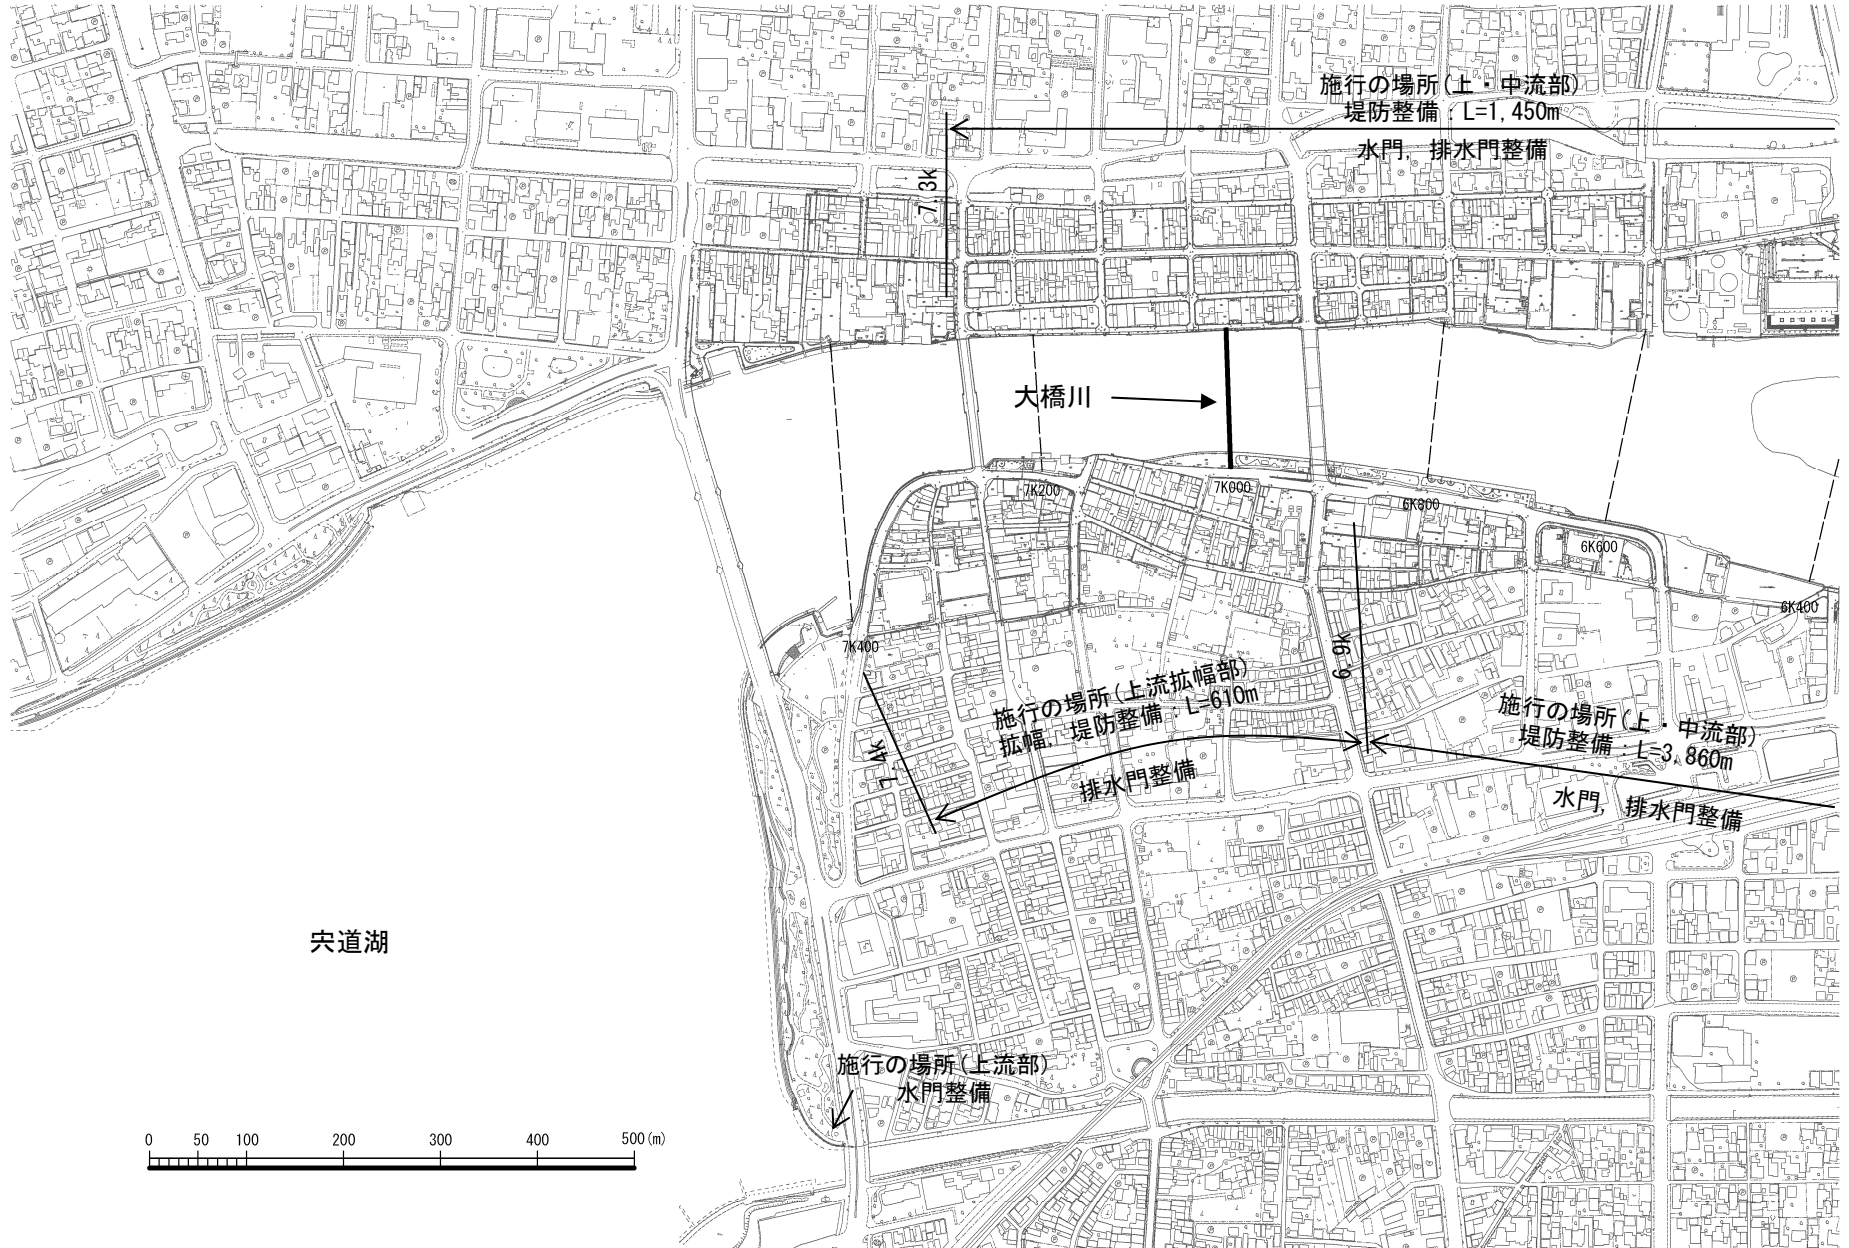 施行の場所(上・中流部)
堤防整備：L=1,450m
水門，排水門整備
7.3k
大橋川
7K200
7K000
6K800
6K600
6K400
7K400
6.9k
施行の場所(上流拡幅部)
拡幅，堤防整備：L=610m
排水門整備
7.4k
施行の場所(上・中流部)
堤防整備：L=3,860m
水門，排水門整備
宍道湖
施行の場所(上流部)
水門整備
0 50 100 200 300 400 500(m)